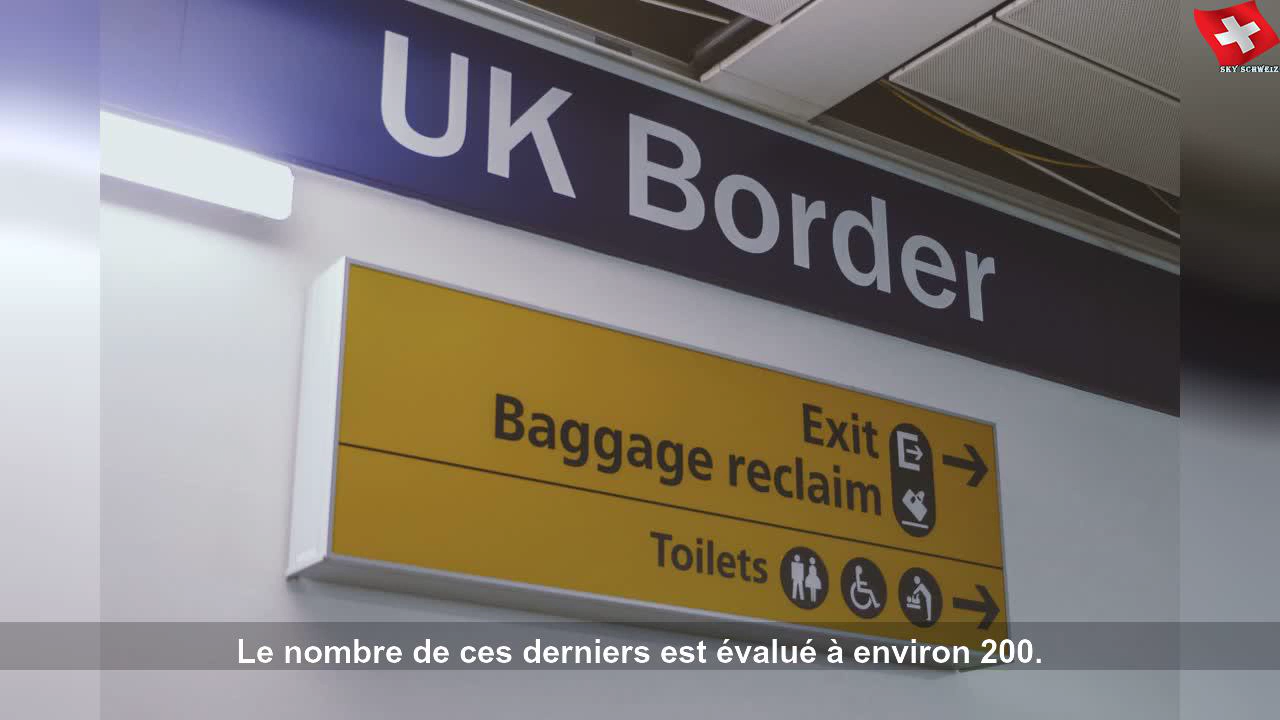 SKY SCHWEIZ
UK Border
Exit
Baggage reclaim
Toilets
Le nombre de ces derniers est évalué à environ 200.